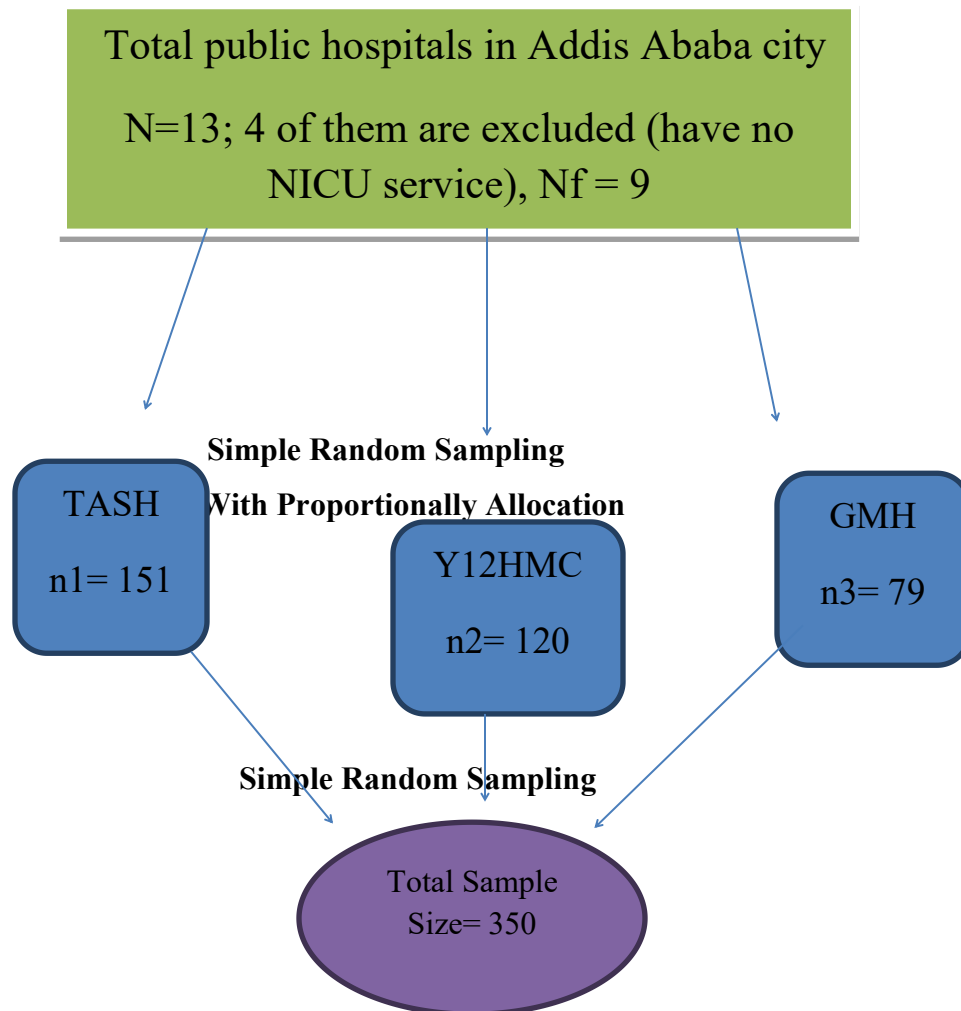 Total public hospitals in Addis Ababa city
N=13; 4 of them are excluded (have no
NICU service), Nf = 9
Simple Random Sampling
With Proportionally Allocation
TASH
n1= 151
Y12HMC
n2= 120
GMH
n3= 79
Simple Random Sampling
Total Sample
Size= 350